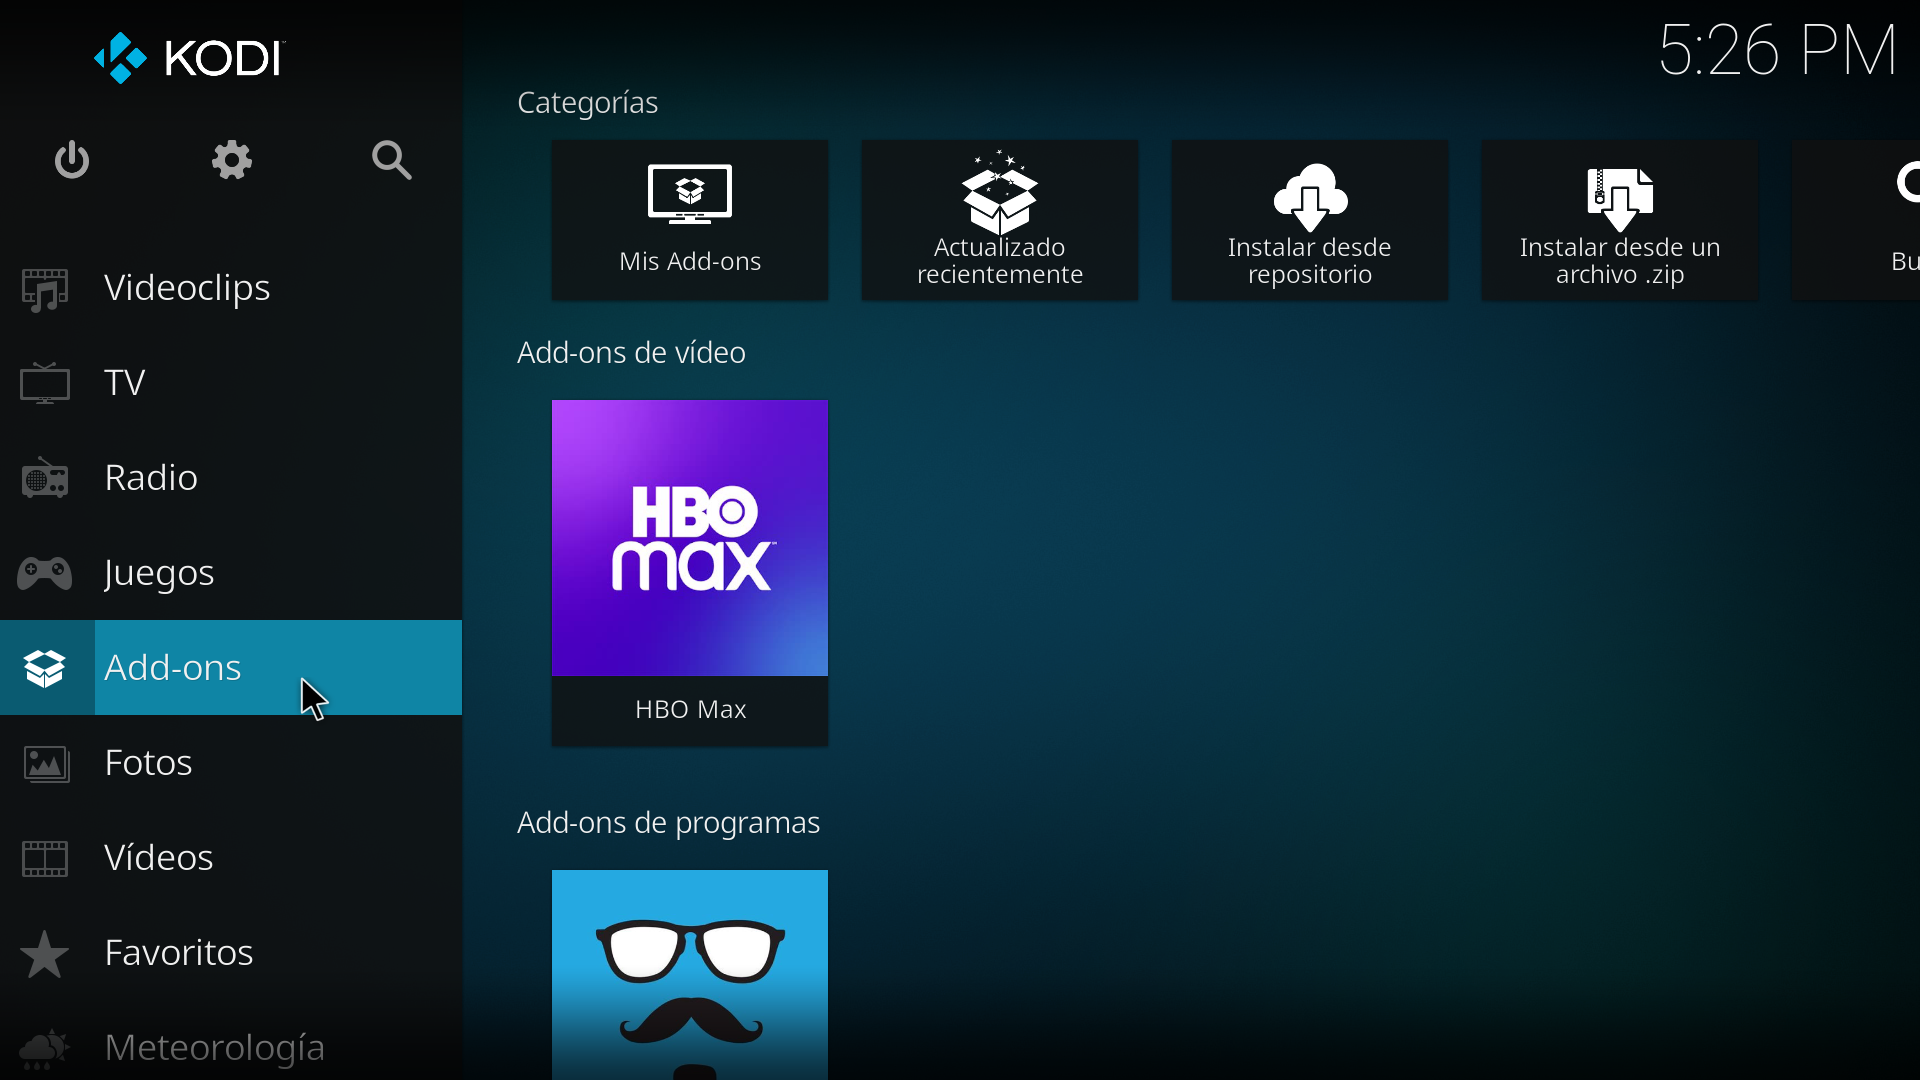 KODI
5:26 PM
Categorías
Mis Add-ons
Actualizado
recientemente
Instalar desde
repositorio
Instalar desde un
archivo .zip
Videoclips
TV
Radio
Juegos
Add-ons
Fotos
Vídeos
Favoritos
Meteorología
Add-ons de vídeo
HBO
max
HBO Max
Add-ons de programas